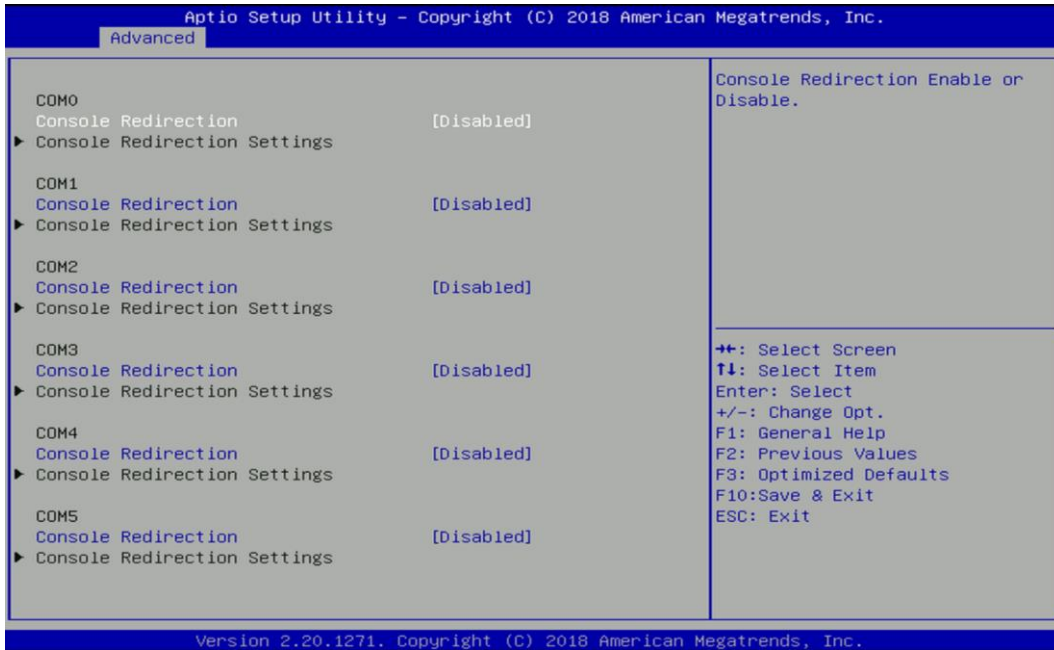 Aptio Setup Utility – Copyright (C) 2018 American Megatrends, Inc.
Advanced
COM0
Console Redirection [Disabled]
▶ Console Redirection Settings
COM1
Console Redirection [Disabled]
▶ Console Redirection Settings
COM2
Console Redirection [Disabled]
▶ Console Redirection Settings
COM3
Console Redirection [Disabled]
▶ Console Redirection Settings
COM4
Console Redirection [Disabled]
▶ Console Redirection Settings
COM5
Console Redirection [Disabled]
▶ Console Redirection Settings
Console Redirection Enable or
Disable.
→←: Select Screen
↑↓: Select Item
Enter: Select
+/-: Change Opt.
F1: General Help
F2: Previous Values
F3: Optimized Defaults
F10:Save & Exit
ESC: Exit
Version 2.20.1271. Copyright (C) 2018 American Megatrends, Inc.